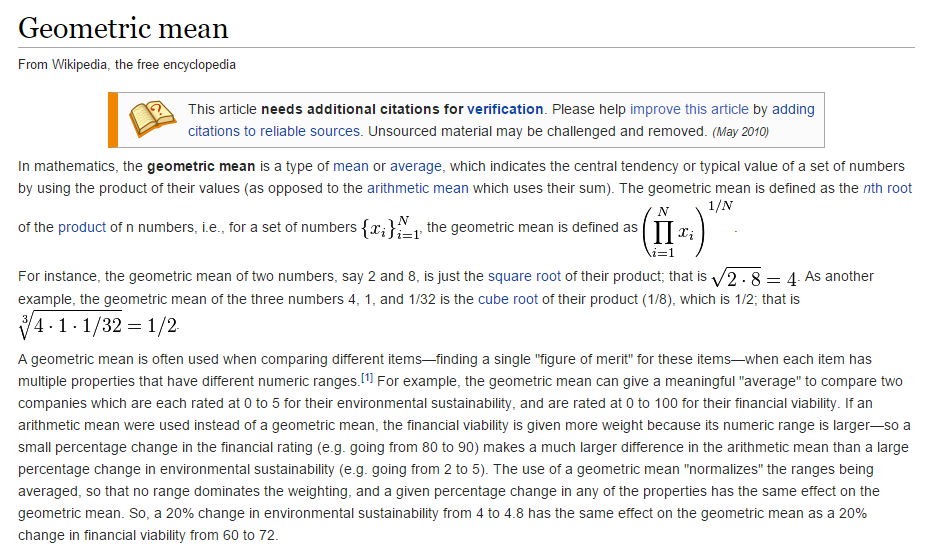 Geometric mean
From Wikipedia, the free encyclopedia
This article needs additional citations for verification. Please help improve this article by adding
citations to reliable sources. Unsourced material may be challenged and removed. (May 2010)
In mathematics, the geometric mean is a type of mean or average, which indicates the central tendency or typical value of a set of numbers
by using the product of their values (as opposed to the arithmetic mean which uses their sum). The geometric mean is defined as the nth root
of the product of n numbers, i.e., for a set of numbers {x_i}_{i=1}^N, the geometric mean is defined as (∏_{i=1}^N x_i)^{1/N}.
For instance, the geometric mean of two numbers, say 2 and 8, is just the square root of their product; that is √(2 · 8) = 4. As another
example, the geometric mean of the three numbers 4, 1, and 1/32 is the cube root of their product (1/8), which is 1/2; that is
∛(4 · 1 · 1/32) = 1/2.
A geometric mean is often used when comparing different items—finding a single "figure of merit" for these items—when each item has
multiple properties that have different numeric ranges.[1] For example, the geometric mean can give a meaningful "average" to compare two
companies which are each rated at 0 to 5 for their environmental sustainability, and are rated at 0 to 100 for their financial viability. If an
arithmetic mean were used instead of a geometric mean, the financial viability is given more weight because its numeric range is larger—so a
small percentage change in the financial rating (e.g. going from 80 to 90) makes a much larger difference in the arithmetic mean than a large
percentage change in environmental sustainability (e.g. going from 2 to 5). The use of a geometric mean "normalizes" the ranges being
averaged, so that no range dominates the weighting, and a given percentage change in any of the properties has the same effect on the
geometric mean. So, a 20% change in environmental sustainability from 4 to 4.8 has the same effect on the geometric mean as a 20%
change in financial viability from 60 to 72.